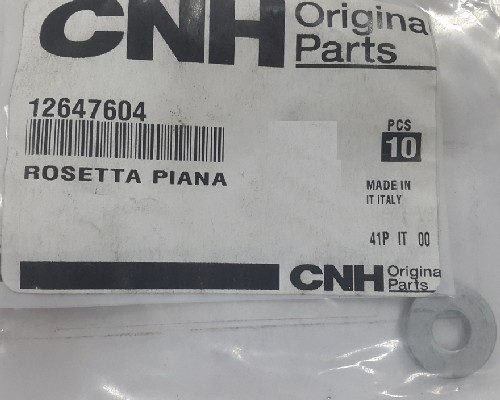 CNH Origina
Parts
12647604
PCS
10
ROSETTA PIANA
MADE IN
IT ITALY
41P IT 00
CNH Origina
Parts